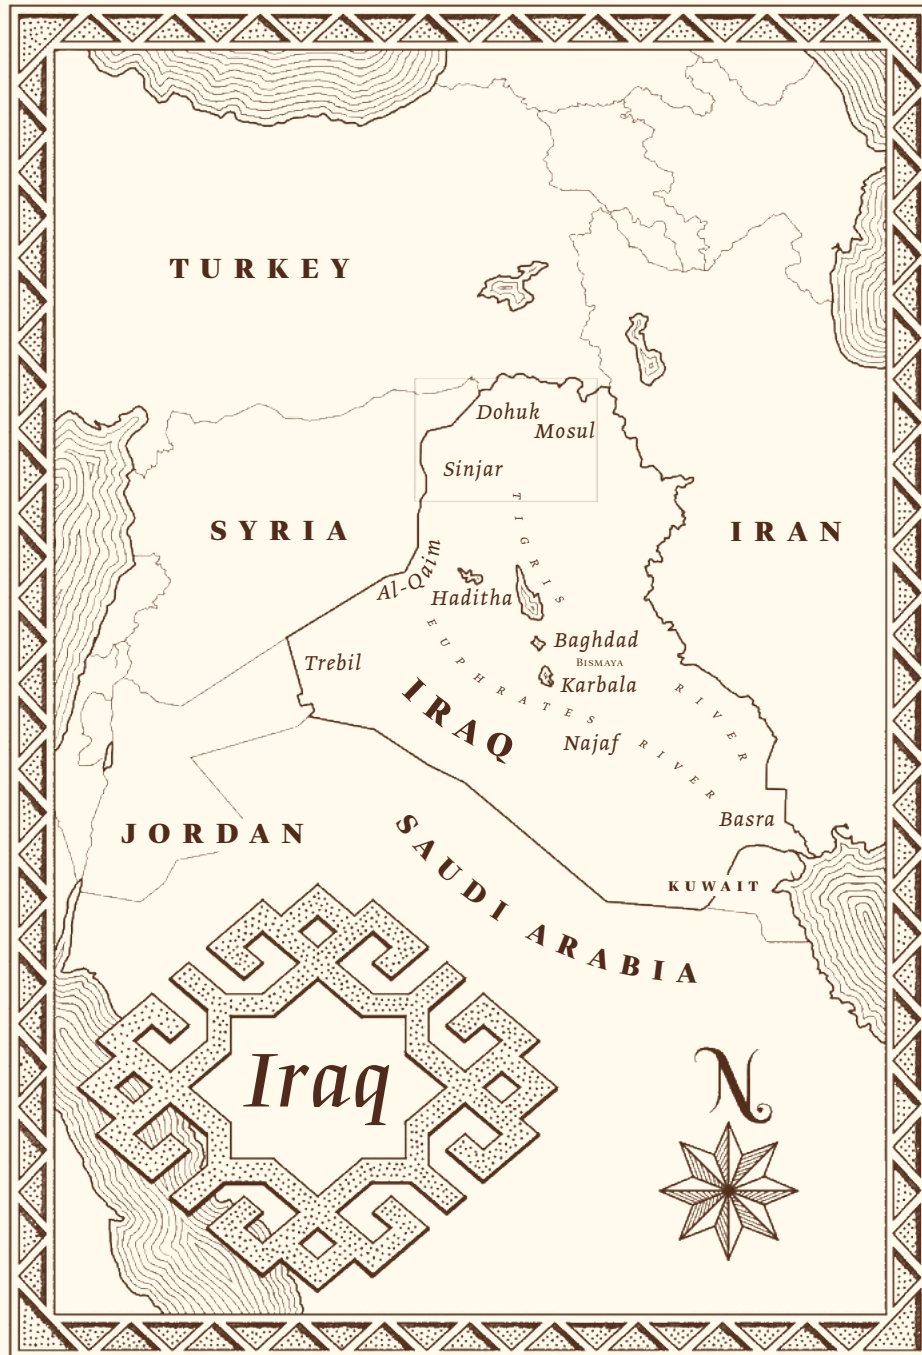 TURKEY
Dohuk
Mosul
Sinjar
SYRIA
IRAN
TIGRIS RIVER
Al-Qaim
Haditha
EUPHRATES RIVER
Baghdad
Bismaya
Trebil
Karbala
IRAQ
Najaf
Basra
JORDAN
SAUDI ARABIA
KUWAIT
Iraq
N